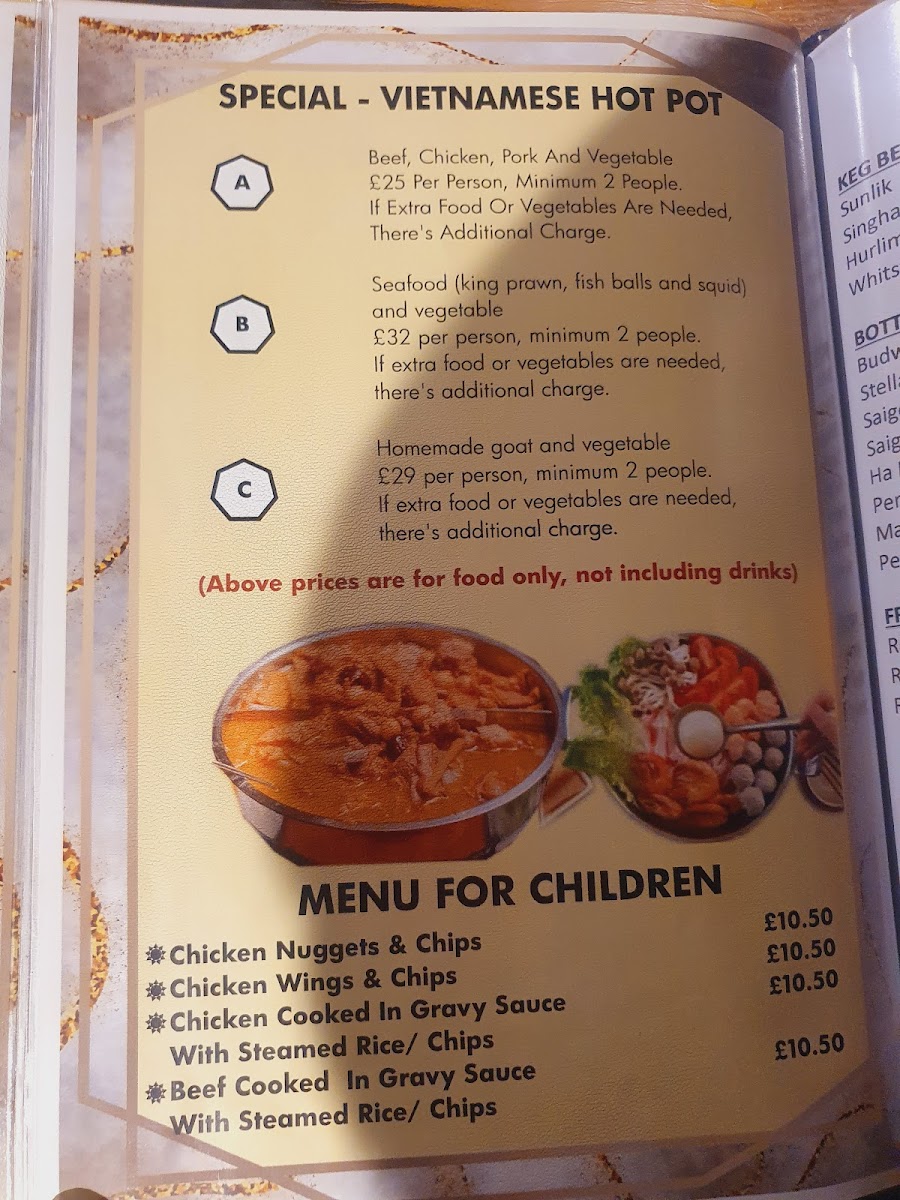 SPECIAL - VIETNAMESE HOT POT
A
Beef, Chicken, Pork And Vegetable
£25 Per Person, Minimum 2 People.
If Extra Food Or Vegetables Are Needed,
There's Additional Charge.
B
Seafood (king prawn, fish balls and squid)
and vegetable
£32 per person, minimum 2 people.
If extra food or vegetables are needed,
there's additional charge.
C
Homemade goat and vegetable
£29 per person, minimum 2 people.
If extra food or vegetables are needed,
there's additional charge.
(Above prices are for food only, not including drinks)
MENU FOR CHILDREN
Chicken Nuggets & Chips £10.50
Chicken Wings & Chips £10.50
Chicken Cooked In Gravy Sauce £10.50
With Steamed Rice/ Chips
Beef Cooked In Gravy Sauce £10.50
With Steamed Rice/ Chips
KEG BE
Sunlik
Singha
Hurlim
Whits
BOTT
Budw
Stella
Saig
Saig
Ha
Per
Ma
Pe